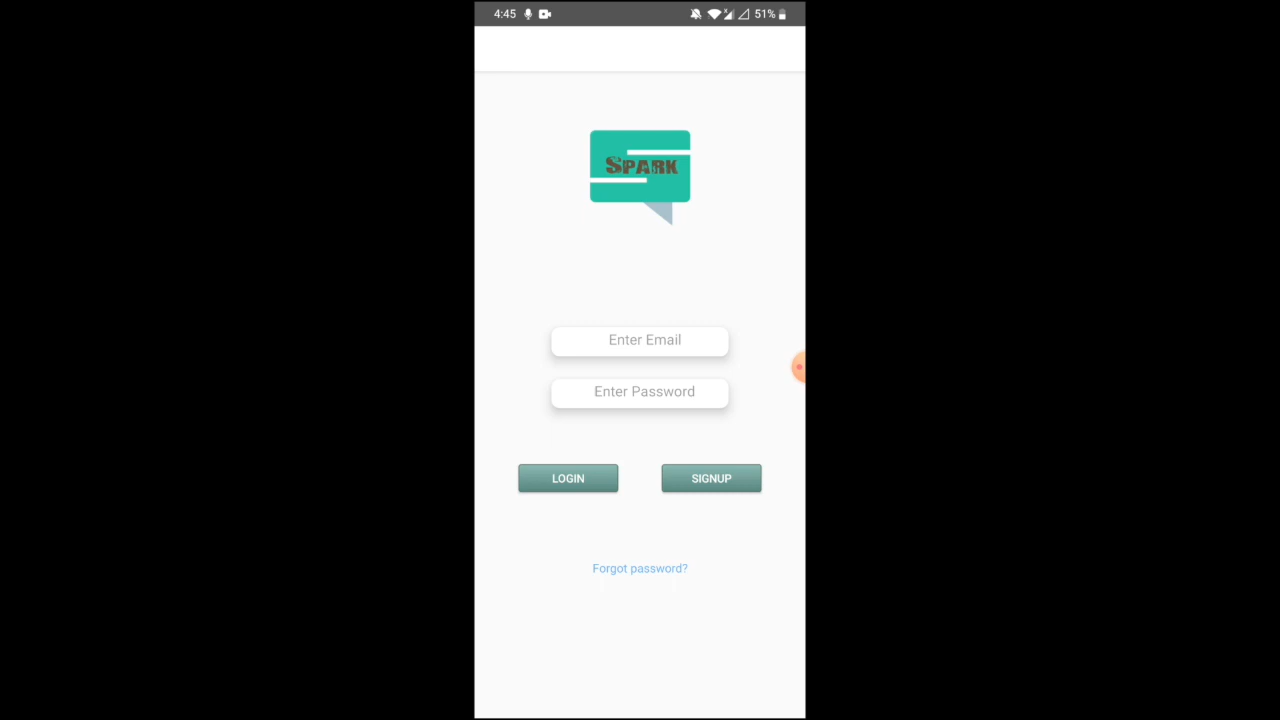 4:45
51%
SPARK
Enter Email
Enter Password
LOGIN
SIGNUP
Forgot password?